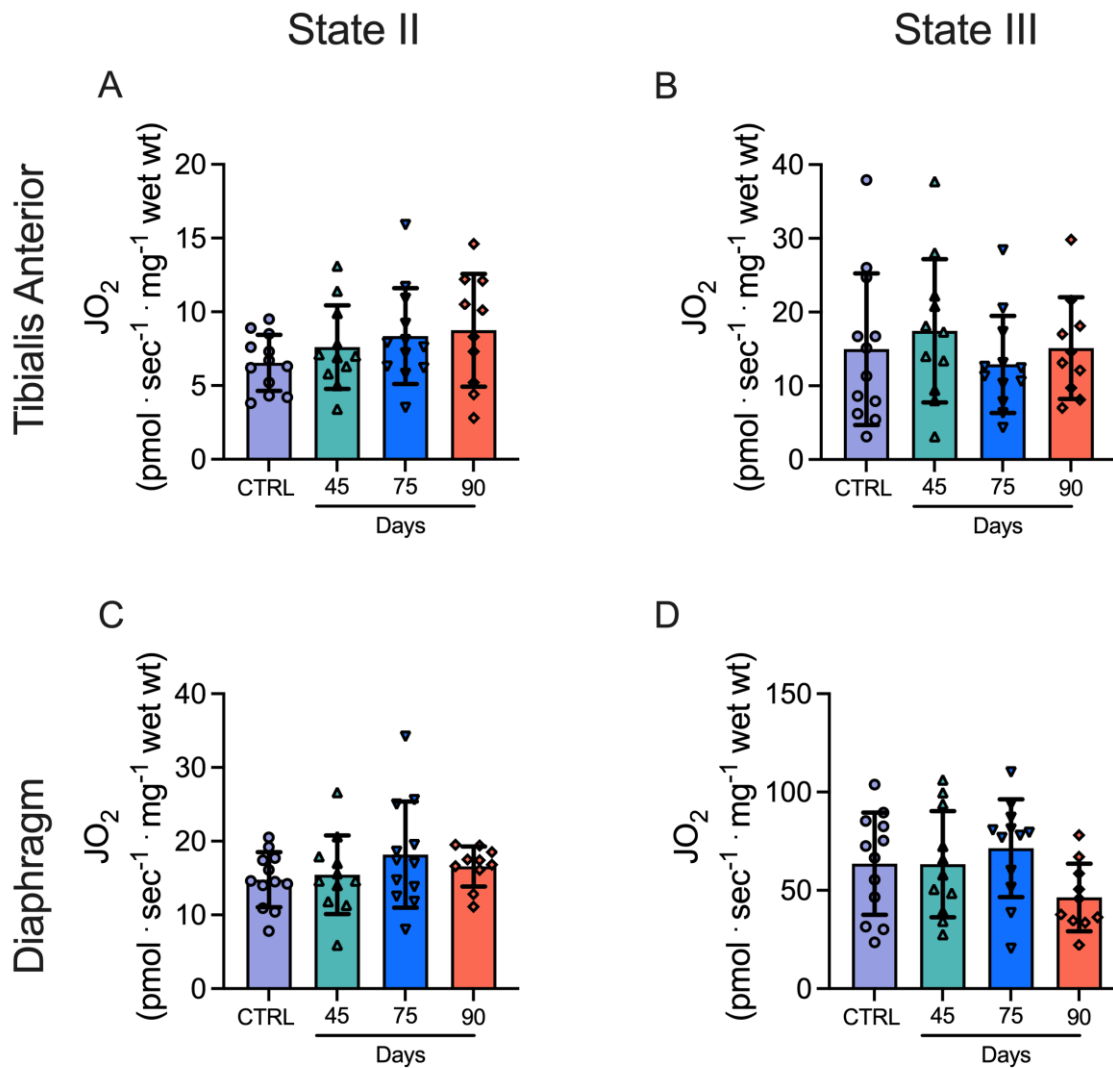 State II
State III
Tibialis Anterior
A
JO₂
(pmol · sec⁻¹ · mg⁻¹ wet wt)
20
15
10
5
0
CTRL 45 75 90
Days
B
JO₂
(pmol · sec⁻¹ · mg⁻¹ wet wt)
40
30
20
10
0
CTRL 45 75 90
Days
Diaphragm
C
JO₂
(pmol · sec⁻¹ · mg⁻¹ wet wt)
40
30
20
10
0
CTRL 45 75 90
Days
D
JO₂
(pmol · sec⁻¹ · mg⁻¹ wet wt)
150
100
50
0
CTRL 45 75 90
Days